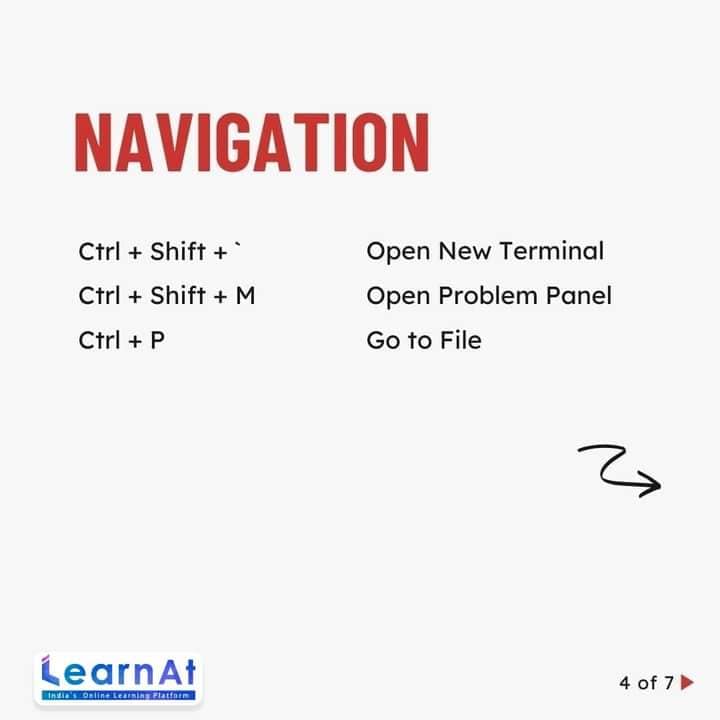 NAVIGATION
Ctrl + Shift + ` Open New Terminal
Ctrl + Shift + M Open Problem Panel
Ctrl + P Go to File
LearnAt
India's Online Learning Platform
4 of 7